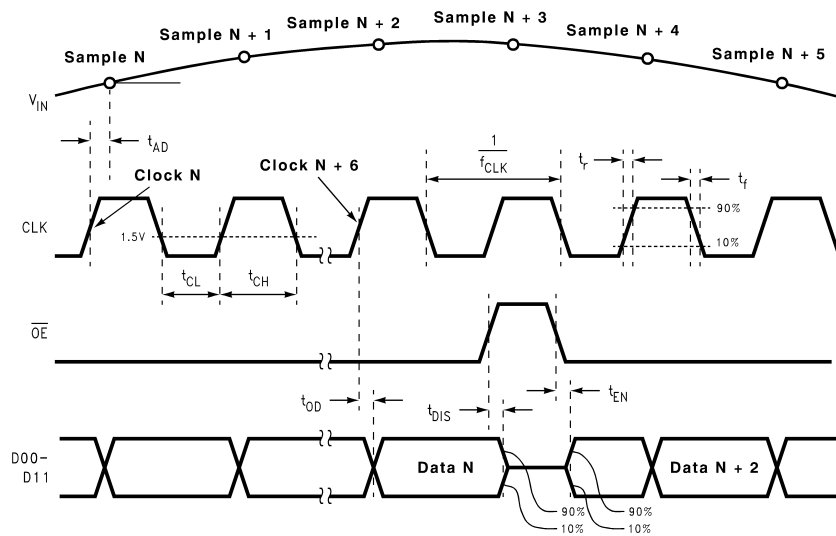 Sample N
Sample N + 1
Sample N + 2
Sample N + 3
Sample N + 4
Sample N + 5
VIN
tAD
Clock N
Clock N + 6
1
fCLK
tr
tf
CLK
1.5V
90%
10%
tCL
tCH
OE
tOD
tDIS
tEN
D00-
D11
Data N
Data N + 2
90%
10%
90%
10%